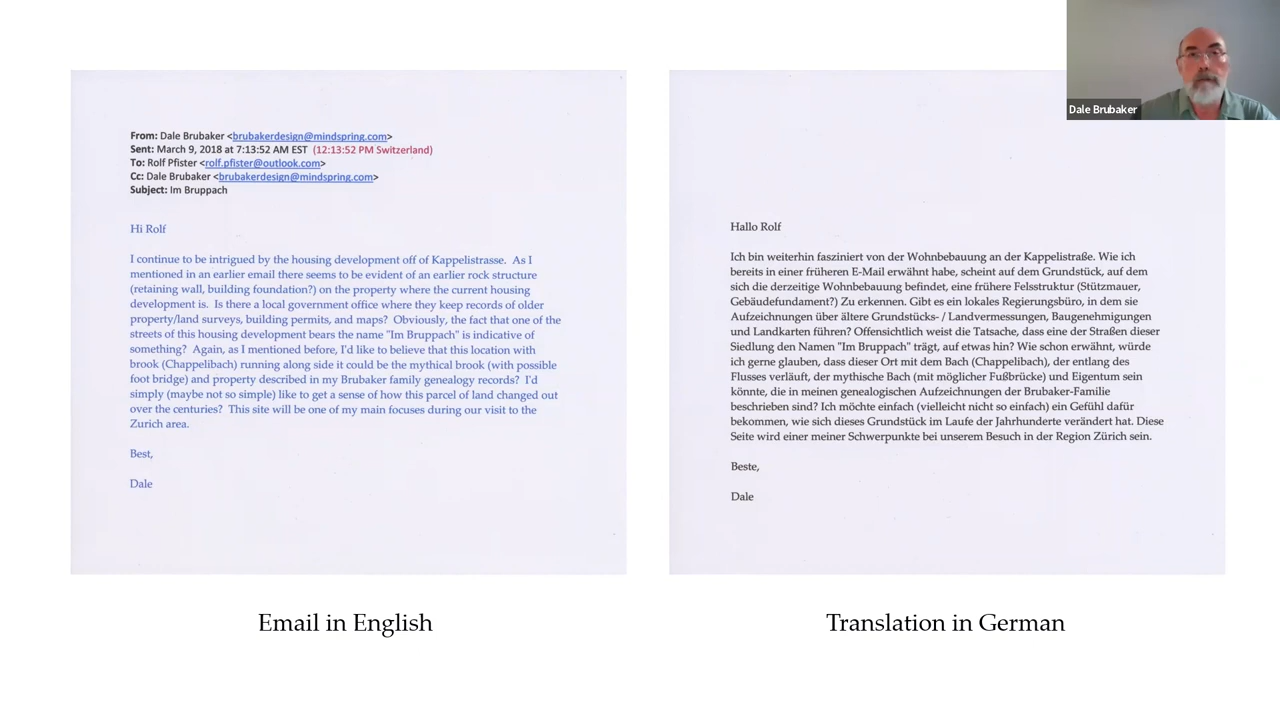 Dale Brubaker
From: Dale Brubaker <brubakerdesign@mindspring.com>
Sent: March 9, 2018 at 7:13:52 AM EST (12:13:52 PM Switzerland)
To: Rolf Pfister <rolf.pfister@outlook.com>
Cc: Dale Brubaker <brubakerdesign@mindspring.com>
Subject: Im Bruppach
Hi Rolf
I continue to be intrigued by the housing development off of Kappelistrasse. As I
mentioned in an earlier email there seems to be evident of an earlier rock structure
(retaining wall, building foundation?) on the property where the current housing
development is. Is there a local government office where they keep records of older
property/land surveys, building permits, and maps? Obviously, the fact that one of the
streets of this housing development bears the name "Im Bruppach" is indicative of
something? Again, as I mentioned before, I'd like to believe that this location with
brook (Chappelibach) running along side it could be the mythical brook (with possible
foot bridge) and property described in my Brubaker family genealogy records? I'd
simply (maybe not so simple) like to get a sense of how this parcel of land changed out
over the centuries? This site will be one of my main focuses during our visit to the
Zurich area.
Best,
Dale
Hallo Rolf
Ich bin weiterhin fasziniert von der Wohnbebauung an der Kappelistraße. Wie ich
bereits in einer früheren E-Mail erwähnt habe, scheint auf dem Grundstück, auf dem
sich die derzeitige Wohnbebauung befindet, eine frühere Felsstruktur (Stützmauer,
Gebäudefundament?) Zu erkennen. Gibt es ein lokales Regierungsbüro, in dem sie
Aufzeichnungen über ältere Grundstücks- / Landvermessungen, Baugenehmigungen
und Landkarten führen? Offensichtlich weist die Tatsache, dass eine der Straßen dieser
Siedlung den Namen "Im Bruppach" trägt, auf etwas hin? Wie schon erwähnt, würde
ich gerne glauben, dass dieser Ort mit dem Bach (Chappelibach), der entlang des
Flusses verläuft, der mythische Bach (mit möglicher Fußbrücke) und Eigentum sein
könnte, die in meinen genealogischen Aufzeichnungen der Brubaker-Familie
beschrieben sind? Ich möchte einfach (vielleicht nicht so einfach) ein Gefühl dafür
bekommen, wie sich dieses Grundstück im Laufe der Jahrhunderte verändert hat. Diese
Seite wird einer meiner Schwerpunkte bei unserem Besuch in der Region Zürich sein.
Beste,
Dale
Email in English
Translation in German